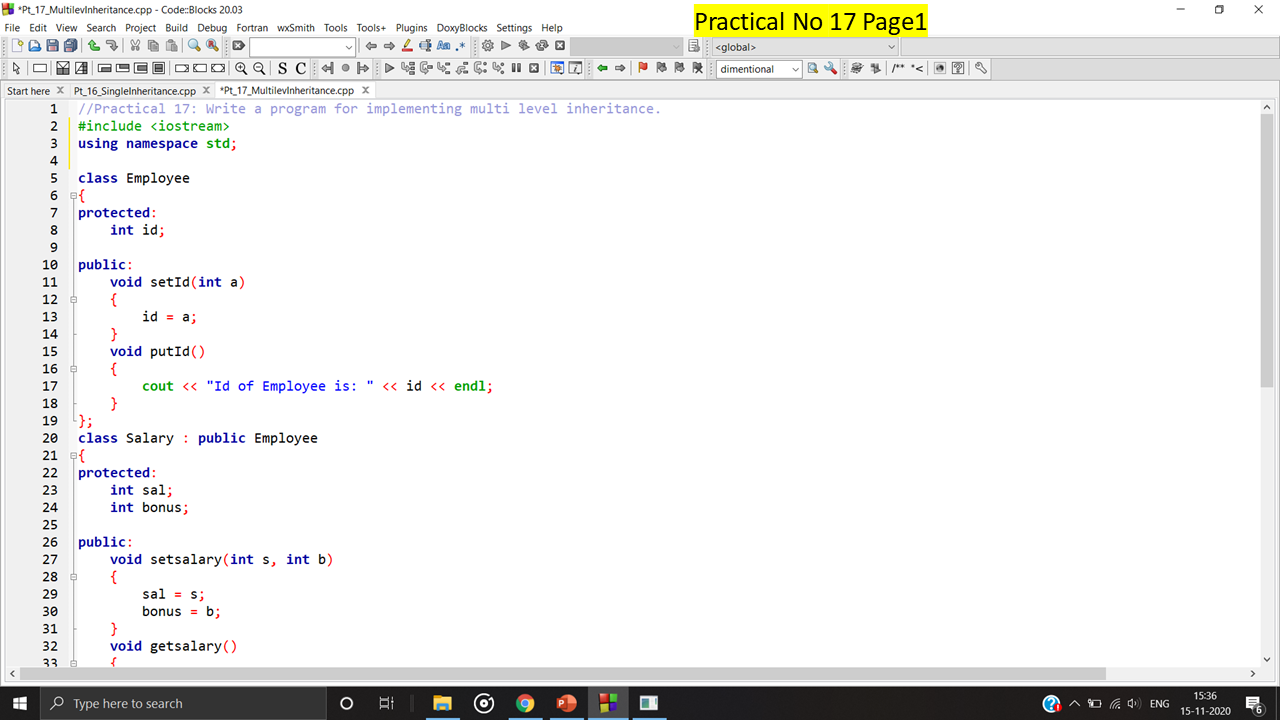 *Pt_17_MultilevInheritance.cpp - Code::Blocks 20.03
Practical No 17 Page1
File Edit View Search Project Build Debug Fortran wxSmith Tools Tools+ Plugins DoxyBlocks Settings Help
<global>
S C
dimentional
/** *<
Start here Pt_16_SingleInheritance.cpp *Pt_17_MultilevInheritance.cpp
1 //Practical 17: Write a program for implementing multi level inheritance.
2 #include <iostream>
3 using namespace std;
4
5 class Employee
6 {
7 protected:
8 int id;
9
10 public:
11 void setId(int a)
12 {
13 id = a;
14 }
15 void putId()
16 {
17 cout << "Id of Employee is: " << id << endl;
18 }
19 };
20 class Salary : public Employee
21 {
22 protected:
23 int sal;
24 int bonus;
25
26 public:
27 void setsalary(int s, int b)
28 {
29 sal = s;
30 bonus = b;
31 }
32 void getsalary()
33 {
Type here to search
ENG
15:36
15-11-2020
6